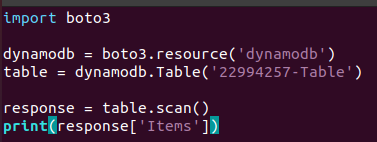 import boto3
dynamodb = boto3.resource('dynamodb')
table = dynamodb.Table('22994257-Table')
response = table.scan()
print(response['Items'])